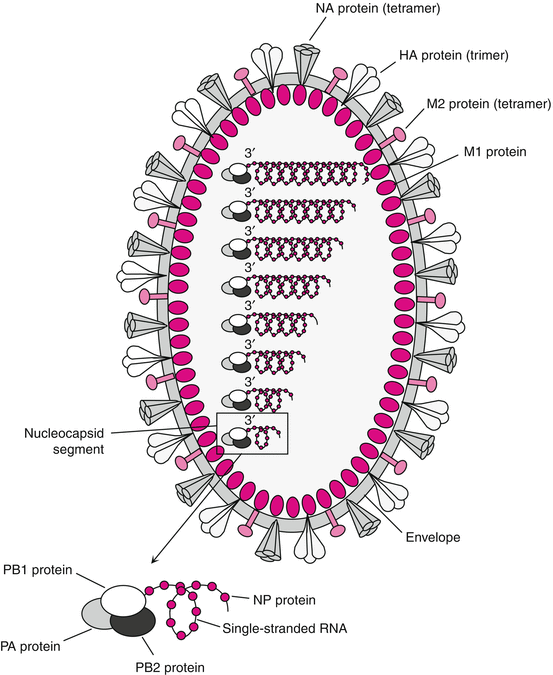 NA protein (tetramer)
HA protein (trimer)
M2 protein (tetramer)
M1 protein
3′
3′
3′
3′
3′
3′
3′
3′
Nucleocapsid
segment
Envelope
PB1 protein
NP protein
Single-stranded RNA
PA protein
PB2 protein